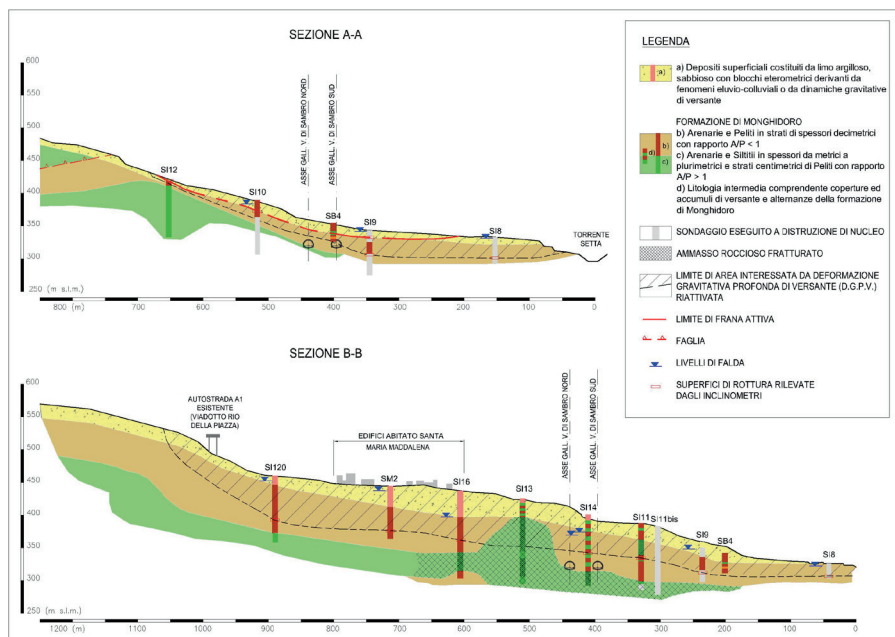 SEZIONE A-A
600
550
500
450
400
350
300
250 (m s.l.m.)
SI12
SI10
ASSE GALL. V. DI SAMBRO NORD
ASSE GALL. V. DI SAMBRO SUD
SB4
SI9
SI8
TORRENTE
SETTA
800 (m)
700
600
500
400
300
200
100
0
SEZIONE B-B
600
550
500
450
400
350
300
250 (m s.l.m.)
AUTOSTRADA A1
ESISTENTE
(VIADOTTO RIO
DELLA PIAZZA)
EDIFICI ABITATO SANTA
MARIA MADDALENA
ASSE GALL. V. DI SAMBRO NORD
ASSE GALL. V. DI SAMBRO SUD
SI120
SM2
SI16
SI13
SI14
SI11
SI11bis
SI9
SB4
SI8
1200 (m)
1000
900
800
700
600
500
400
300
200
100
0
LEGENDA
a)
a) Depositi superficiali costituiti da limo argilloso,
sabbioso con blocchi eterometrici derivanti da
fenomeni eluvio-colluviali o da dinamiche gravitative
di versante
FORMAZIONE DI MONGHIDORO
d)
b)
c)
b) Arenarie e Peliti in strati di spessori decimetrici
con rapporto A/P < 1
c) Arenarie e Siltiti in spessori da metrici a
plurimetrici e strati centimetrici di Peliti con rapporto
A/P > 1
d) Litologia intermedia comprendente coperture ed
accumuli di versante e alternanze della formazione
di Monghidoro
SONDAGGIO ESEGUITO A DISTRUZIONE DI NUCLEO
AMMASSO ROCCIOSO FRATTURATO
LIMITE DI AREA INTERESSATA DA DEFORMAZIONE
GRAVITATIVA PROFONDA DI VERSANTE (D.G.P.V.)
RIATTIVATA
LIMITE DI FRANA ATTIVA
FAGLIA
LIVELLI DI FALDA
SUPERFICI DI ROTTURA RILEVATE
DAGLI INCLINOMETRI